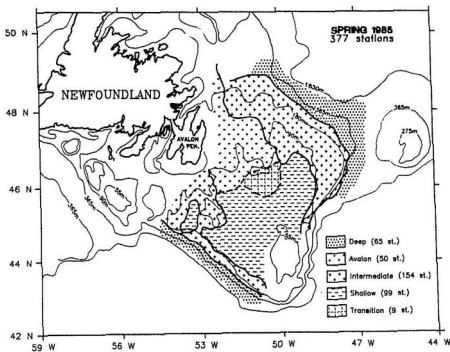 SPRING 1985
377 stations
NEWFOUNDLAND
AVALON
PEN.
365m
275m
Deep (65 st.)
Avalon (50 st.)
Intermediate (154 st.)
Shallow (99 st.)
Transition (9 st.)
50 N
48 N
46 N
44 N
42 N
59 W
56 W
53 W
50 W
47 W
44 W